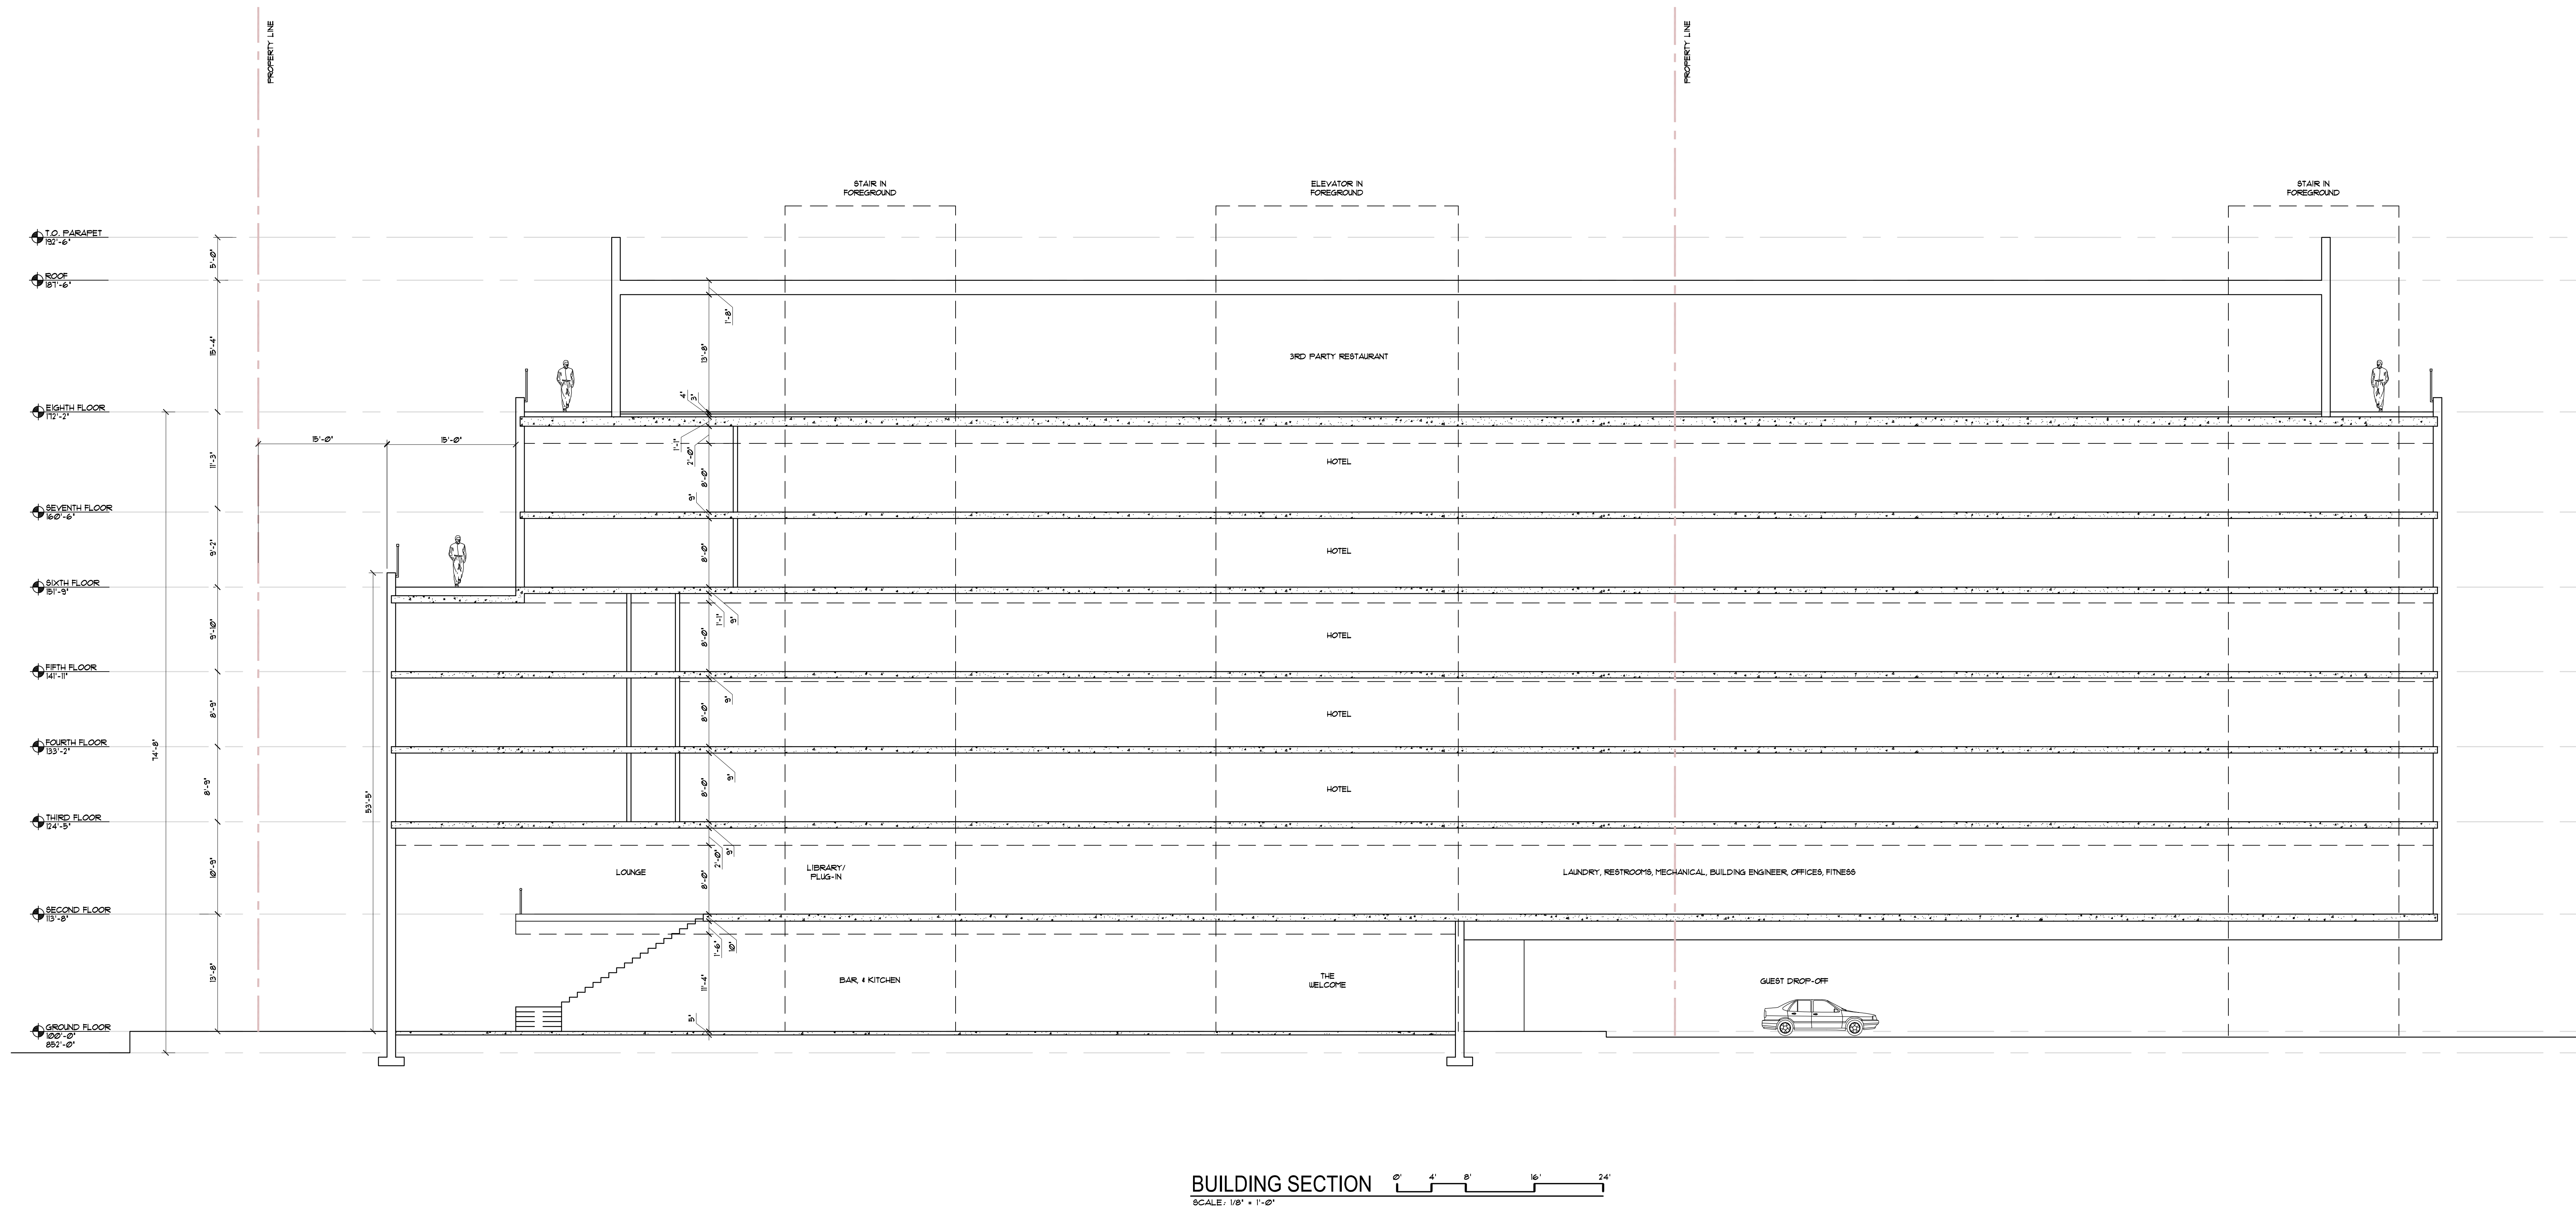 PROPERTY LINE
PROPERTY LINE
STAIR IN
FOREGROUND
ELEVATOR IN
FOREGROUND
STAIR IN
FOREGROUND
T.O. PARAPET
192'-6"
5'-0"
ROOF
187'-6"
1'-8"
15'-4"
13'-8"
3RD PARTY RESTAURANT
4"
3"
EIGHTH FLOOR
172'-2"
15'-0"
15'-0"
1'-1"
2'-0"
11'-3"
8'-0"
HOTEL
9"
SEVENTH FLOOR
160'-6"
9'-2"
8'-0"
HOTEL
SIXTH FLOOR
151'-9"
1'-1"
9"
9'-10"
8'-0"
HOTEL
FIFTH FLOOR
141'-11"
9"
8'-9"
8'-0"
HOTEL
FOURTH FLOOR
133'-2"
74'-8"
9"
8'-9"
53'-5"
8'-0"
HOTEL
THIRD FLOOR
124'-5"
9"
2'-0"
10'-9"
8'-0"
LOUNGE
LIBRARY/
PLUG-IN
LAUNDRY, RESTROOMS, MECHANICAL, BUILDING ENGINEER, OFFICES, FITNESS
SECOND FLOOR
113'-8"
1'-6"
10"
13'-8"
11'-4"
BAR, & KITCHEN
THE
WELCOME
GUEST DROP-OFF
5"
GROUND FLOOR
100'-0"
852'-0"
BUILDING SECTION
0' 4' 8' 16' 24'
SCALE: 1/8" = 1'-0"